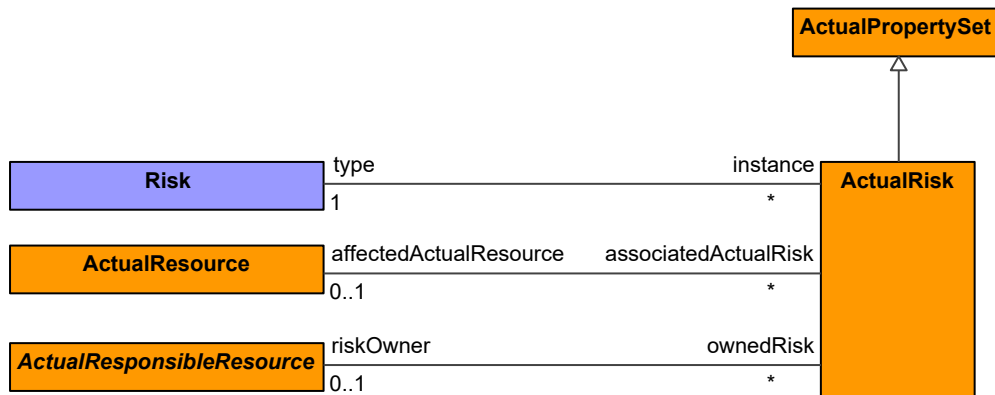 ActualPropertySet
type
instance
Risk
ActualRisk
1
*
affectedActualResource
associatedActualRisk
ActualResource
0..1
*
riskOwner
ownedRisk
ActualResponsibleResource
0..1
*